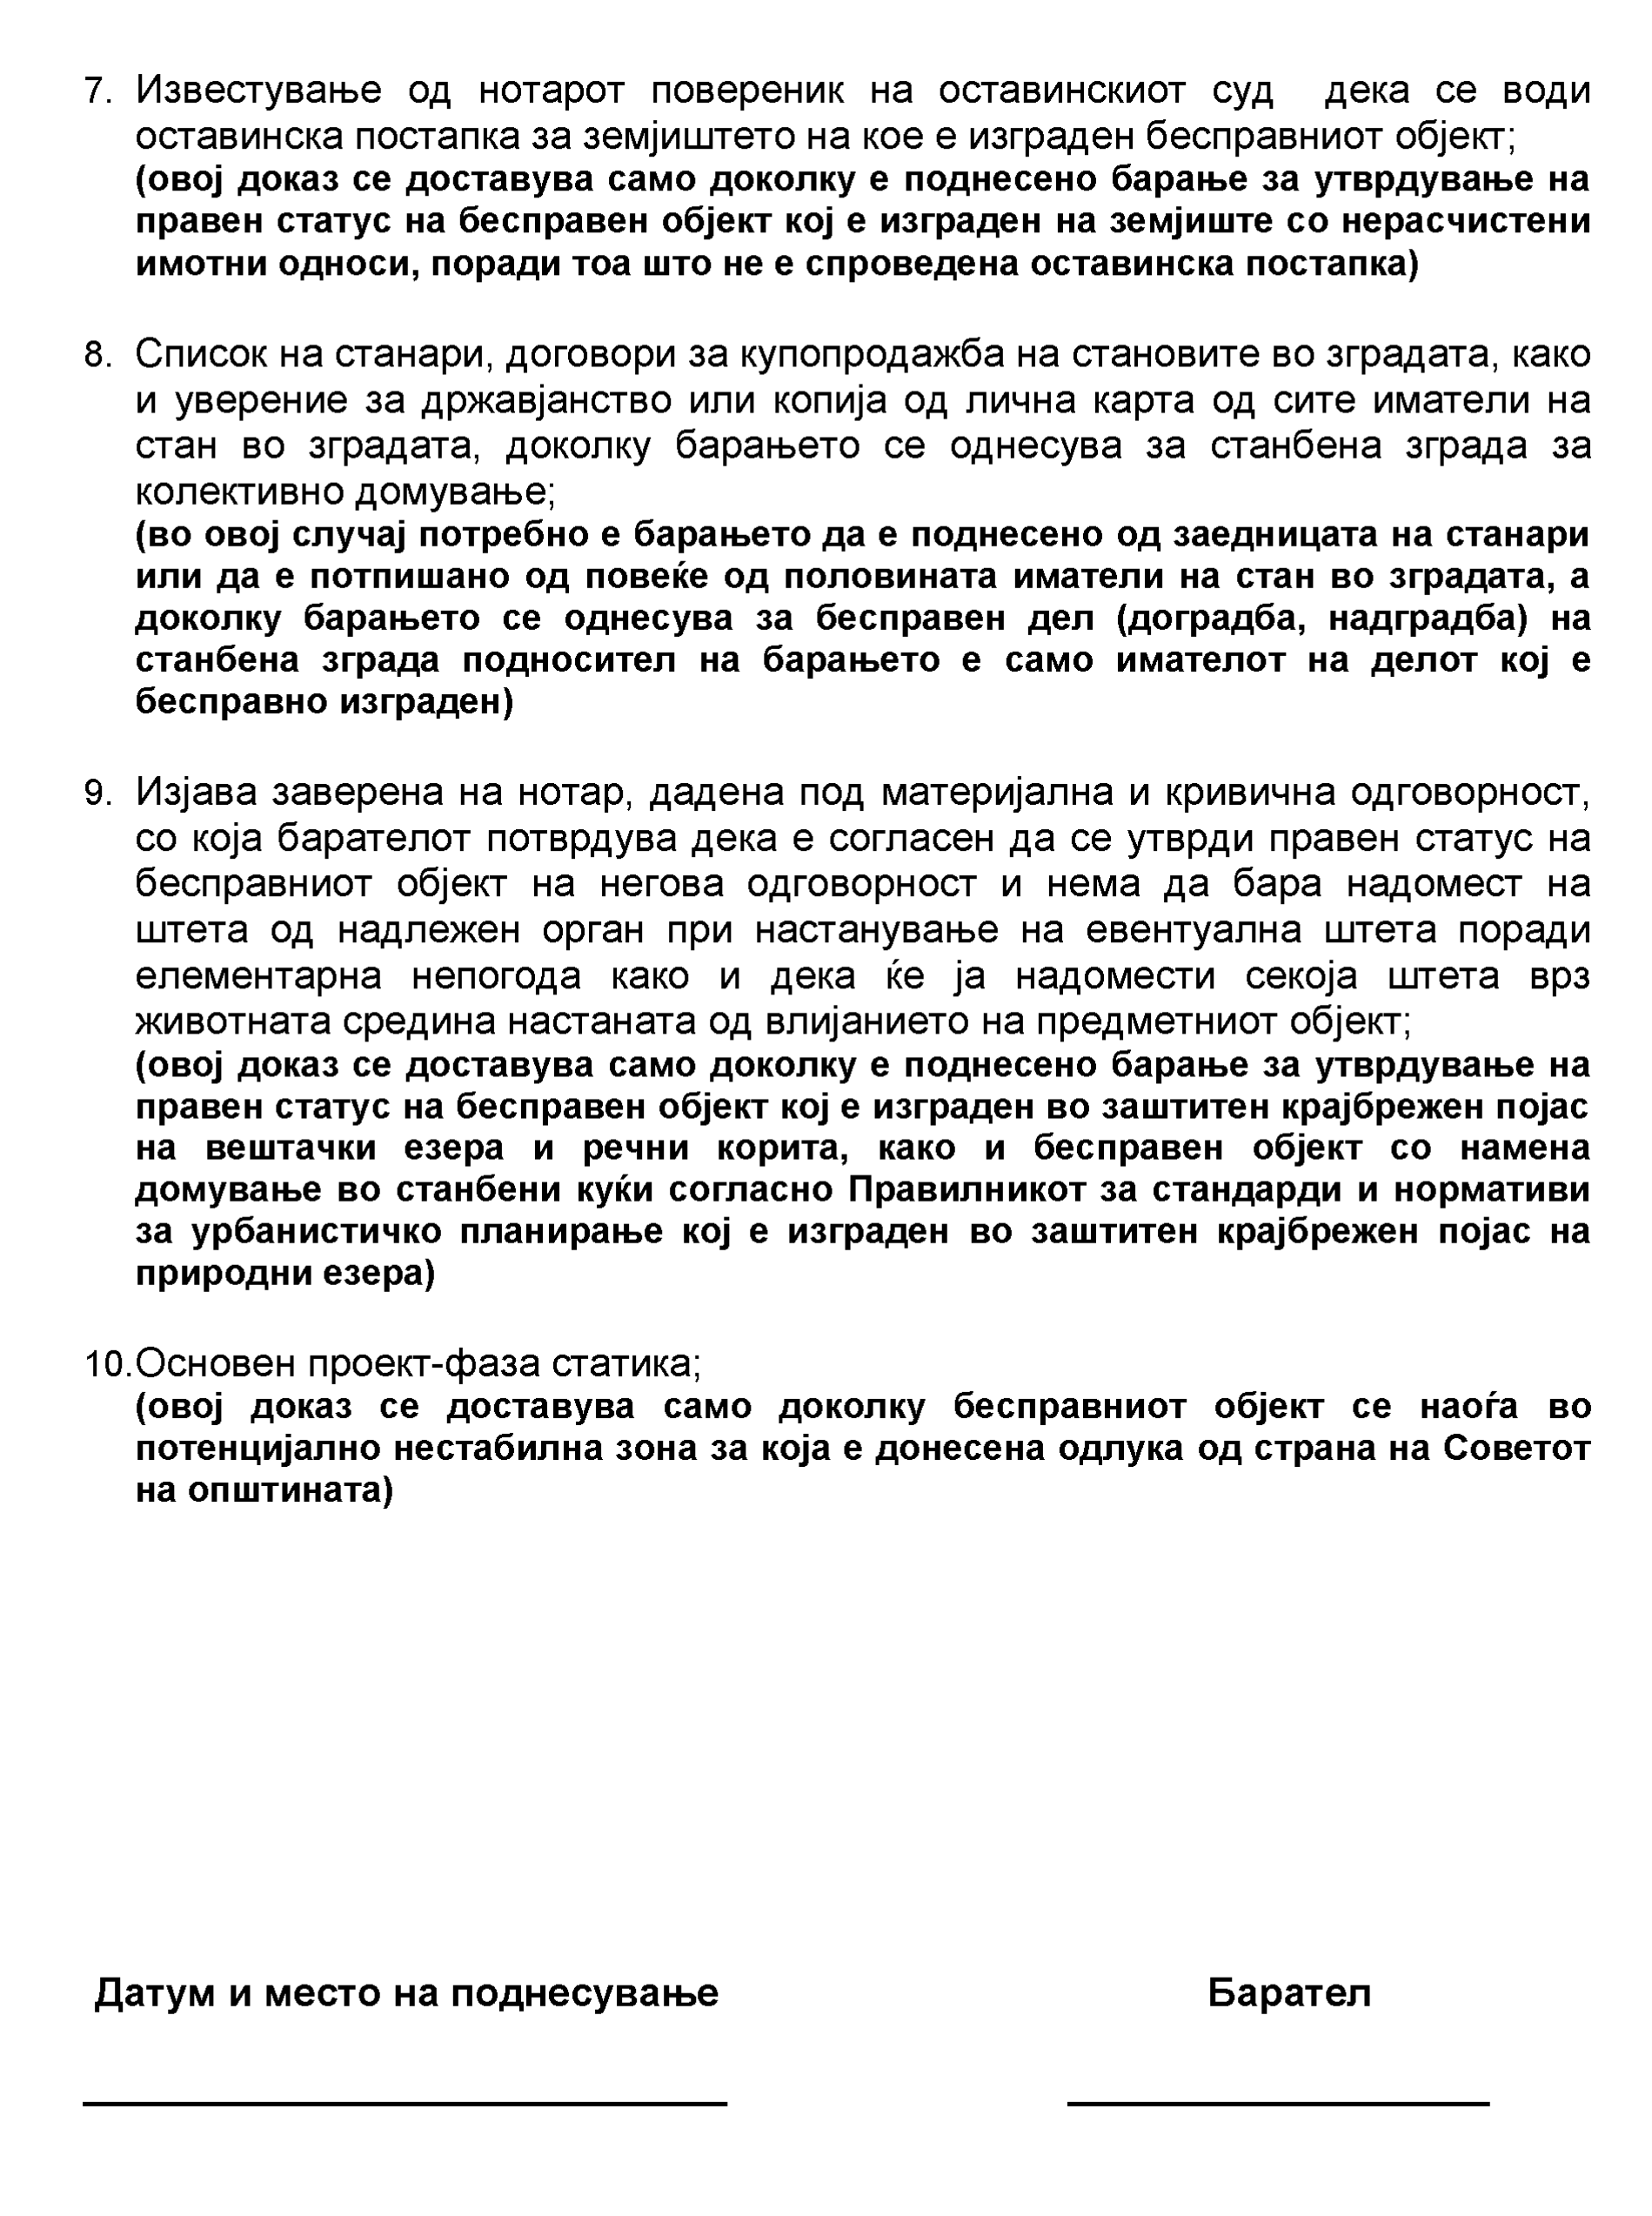 7. Известување од нотарот повереник на оставинскиот суд дека се води
оставинска постапка за земјиштето на кое е изграден бесправниот објект;
(овој доказ се доставува само доколку е поднесено барање за утврдување на
правен статус на бесправен објект кој е изграден на земјиште со нерасчистени
имотни односи, поради тоа што не е спроведена оставинска постапка)
8. Список на станари, договори за купопродажба на становите во зградата, како
и уверение за државјанство или копија од лична карта од сите иматели на
стан во зградата, доколку барањето се однесува за станбена зграда за
колективно домување;
(во овој случај потребно е барањето да е поднесено од заедницата на станари
или да е потпишано од повеќе од половината иматели на стан во зградата, а
доколку барањето се однесува за бесправен дел (доградба, надградба) на
станбена зграда подносител на барањето е само имателот на делот кој е
бесправно изграден)
9. Изјава заверена на нотар, дадена под материјална и кривична одговорност,
со која барателот потврдува дека е согласен да се утврди правен статус на
бесправниот објект на негова одговорност и нема да бара надомест на
штета од надлежен орган при настанување на евентуална штета поради
елементарна непогода како и дека ќе ја надомести секоја штета врз
животната средина настаната од влијанието на предметниот објект;
(овој доказ се доставува само доколку е поднесено барање за утврдување на
правен статус на бесправен објект кој е изграден во заштитен крајбрежен појас
на вештачки езера и речни корита, како и бесправен објект со намена
домување во станбени куќи согласно Правилникот за стандарди и нормативи
за урбанистичко планирање кој е изграден во заштитен крајбрежен појас на
природни езера)
10.Основен проект-фаза статика;
(овој доказ се доставува само доколку бесправниот објект се наоѓа во
потенцијално нестабилна зона за која е донесена одлука од страна на Советот
на општината)
Датум и место на поднесување Барател